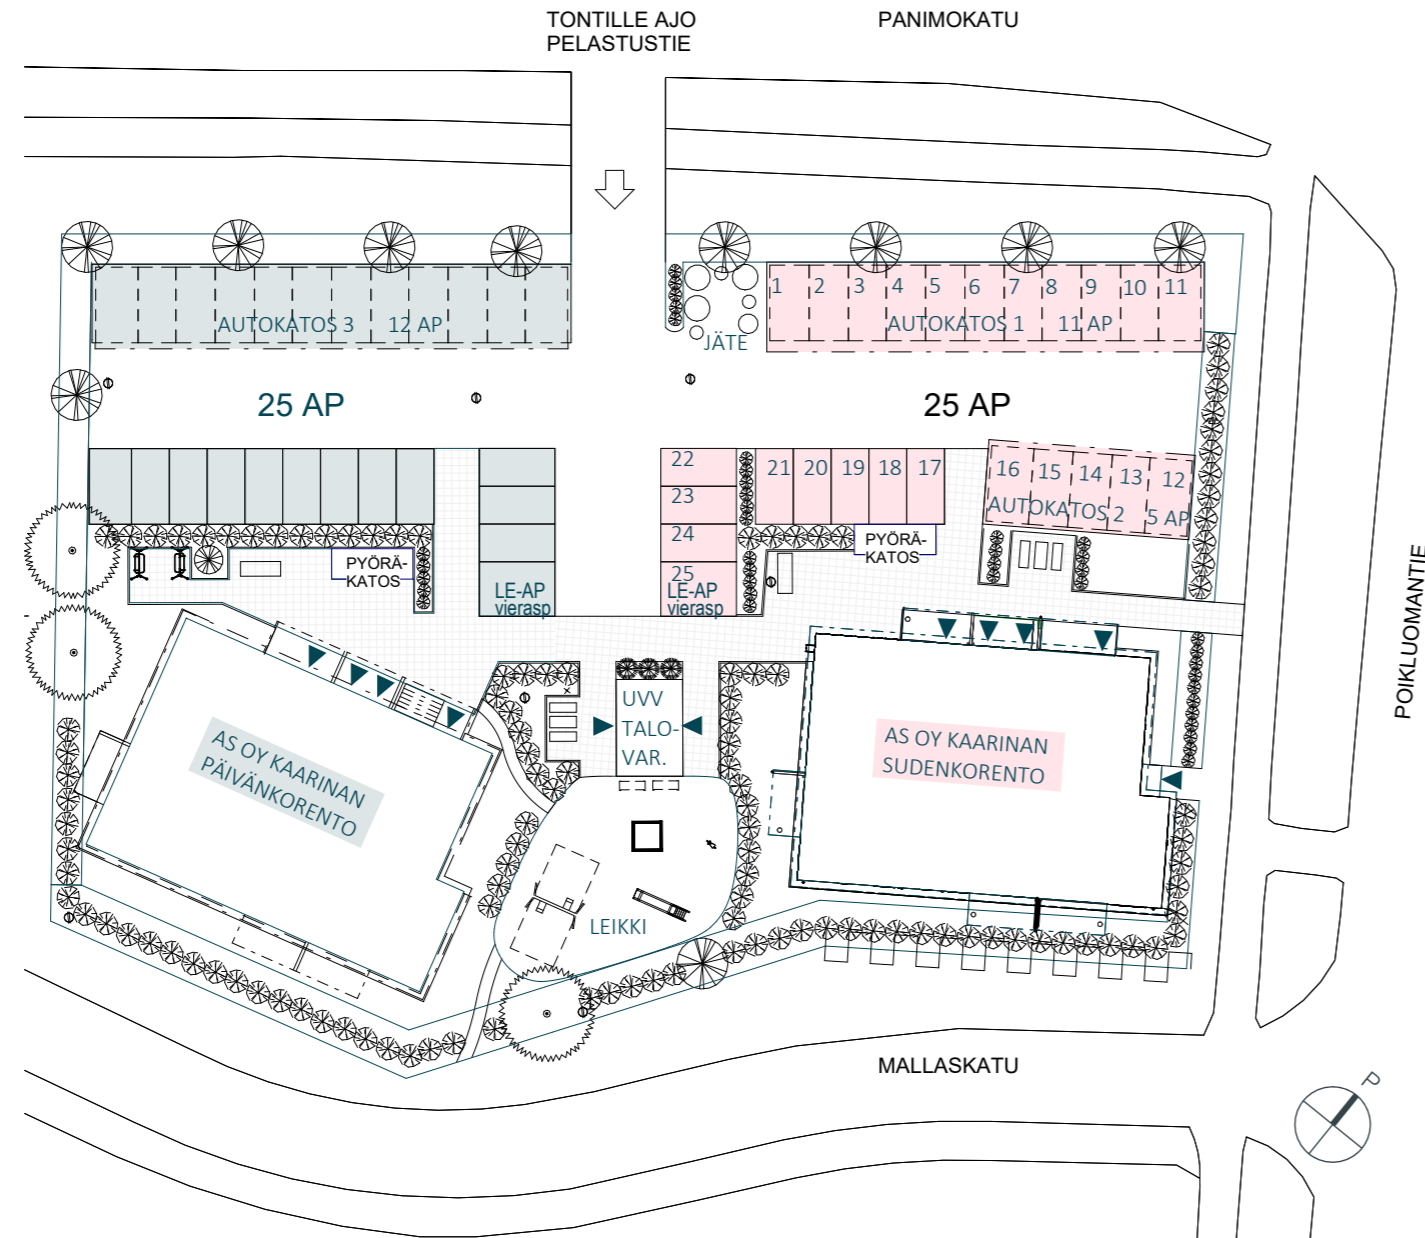 TONTILLE AJO
PELASTUSTIE
PANIMOKATU
1 2 3 4 5 6 7 8 9 10 11
AUTOKATOS 3 12 AP
AUTOKATOS 1 11 AP
JÄTE
25 AP
25 AP
22
23
24
25
LE-AP
vierasp
21 20 19 18 17
16 15 14 13 12
AUTOKATOS 2 5 AP
PYÖRÄ-
KATOS
LE-AP
vierasp
PYÖRÄ-
KATOS
POIKLUOMANTIE
UVV
TALO-
VAR.
AS OY KAARINAN
PÄIVÄNKORENTO
AS OY KAARINAN
SUDENKORENTO
LEIKKI
MALLASKATU
P